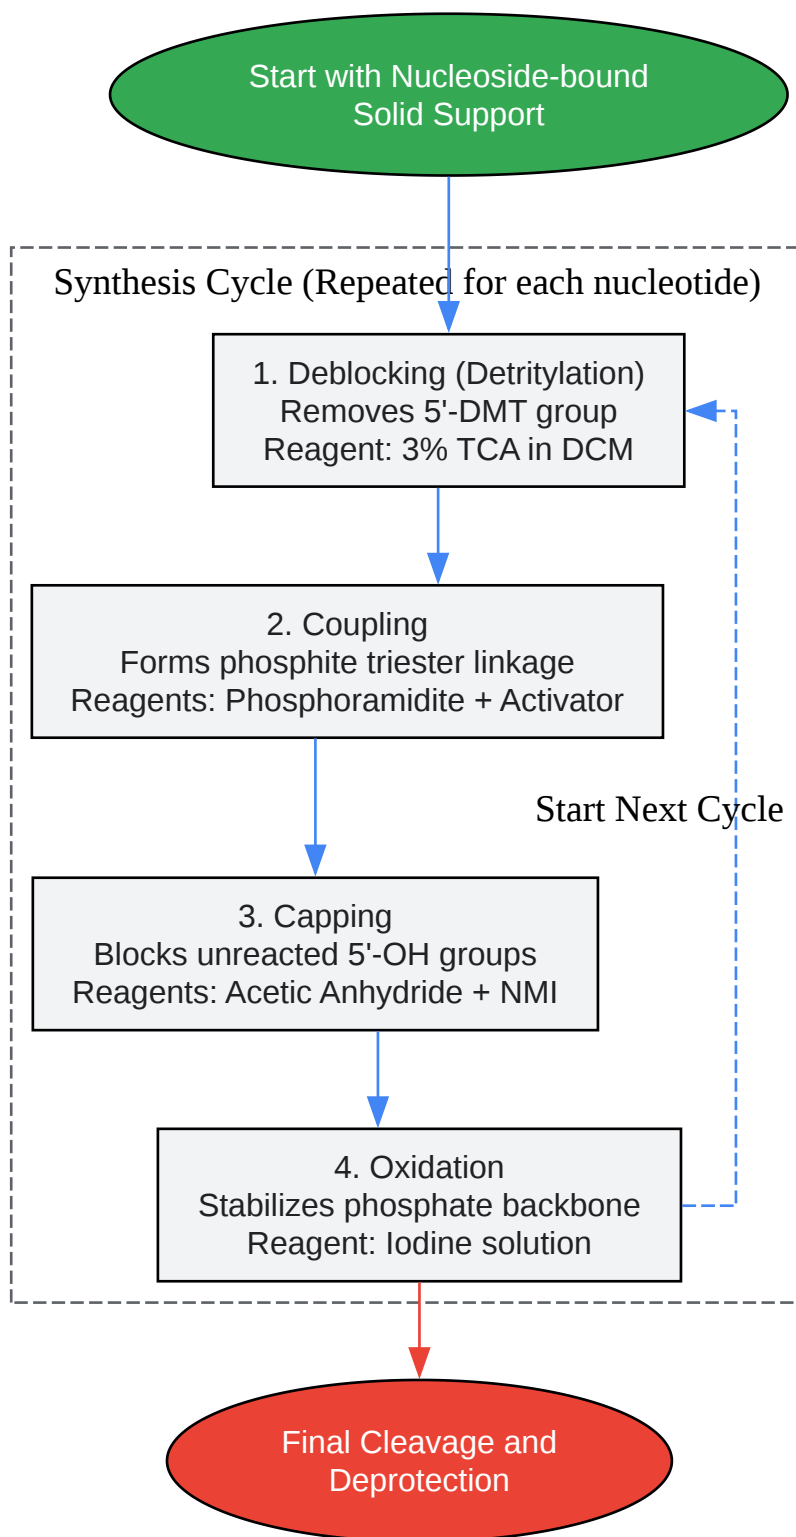 Start with Nucleoside-bound
Solid Support
Synthesis Cycle (Repeated for each nucleotide)
1. Deblocking (Detritylation)
Removes 5'-DMT group
Reagent: 3% TCA in DCM
2. Coupling
Forms phosphite triester linkage
Reagents: Phosphoramidite + Activator
Start Next Cycle
3. Capping
Blocks unreacted 5'-OH groups
Reagents: Acetic Anhydride + NMI
4. Oxidation
Stabilizes phosphate backbone
Reagent: Iodine solution
Final Cleavage and
Deprotection